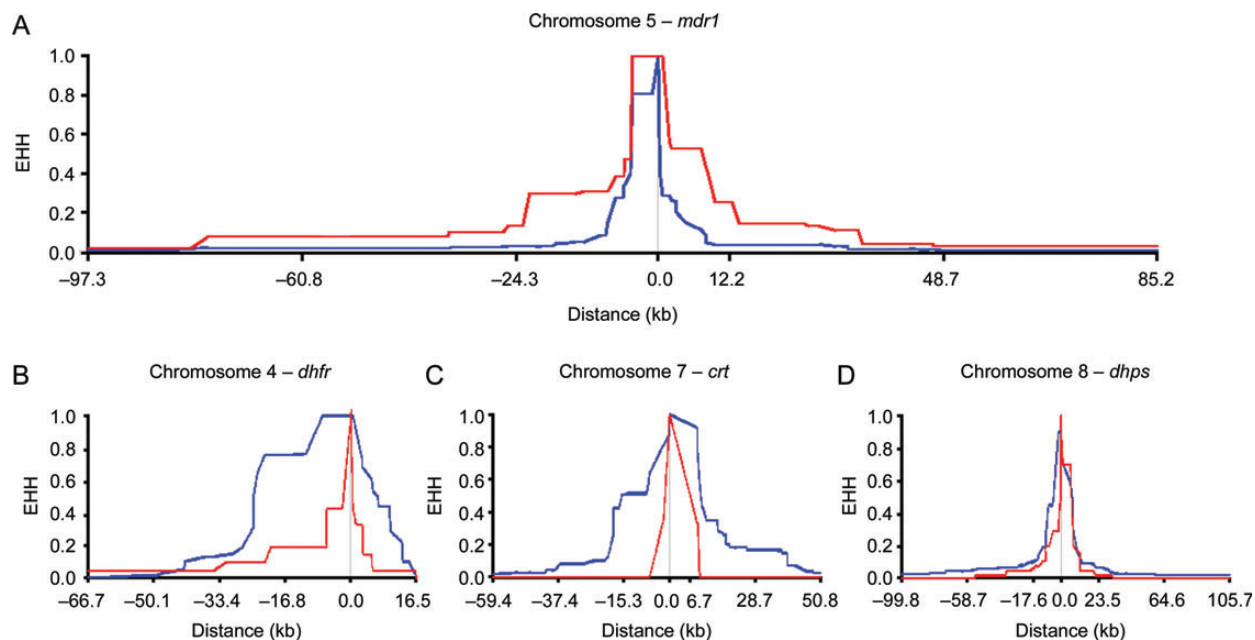 A
Chromosome 5 – mdr1
EHH
1.0
0.8
0.6
0.4
0.2
0.0
–97.3 –60.8 –24.3 0.0 12.2 48.7 85.2
Distance (kb)
B
Chromosome 4 – dhfr
EHH
1.0
0.8
0.6
0.4
0.2
0.0
–66.7 –50.1 –33.4 –16.8 0.0 16.5
Distance (kb)
C
Chromosome 7 – crt
EHH
1.0
0.8
0.6
0.4
0.2
0.0
–59.4 –37.4 –15.3 0.0 6.7 28.7 50.8
Distance (kb)
D
Chromosome 8 – dhps
EHH
1.0
0.8
0.6
0.4
0.2
0.0
–99.8 –58.7 –17.6 0.0 23.5 64.6 105.7
Distance (kb)